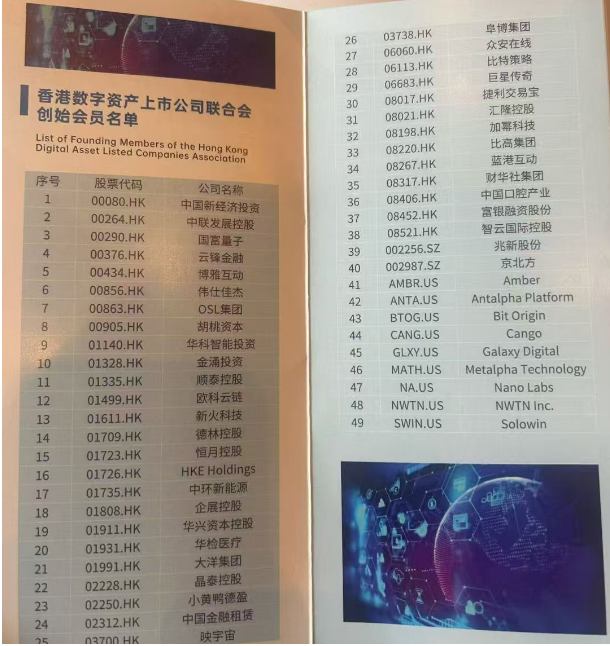 香港数字资产上市公司联合会
创始会员名单
List of Founding Members of the Hong Kong
Digital Asset Listed Companies Association
序号 股票代码 公司名称
1 00080.HK 中国新经济投资
2 00264.HK 中联发展控股
3 00290.HK 国富量子
4 00376.HK 云锋金融
5 00434.HK 博雅互动
6 00856.HK 伟仕佳杰
7 00863.HK OSL集团
8 00905.HK 胡桃资本
9 01140.HK 华科智能投资
10 01328.HK 金涌投资
11 01335.HK 顺泰控股
12 01499.HK 欧科云链
13 01611.HK 新火科技
14 01709.HK 德林控股
15 01723.HK 恒月控股
16 01726.HK HKE Holdings
17 01735.HK 中环新能源
18 01808.HK 企展控股
19 01911.HK 华兴资本控股
20 01931.HK 华检医疗
21 01991.HK 大洋集团
22 02228.HK 晶泰控股
23 02250.HK 小黄鸭德盈
24 02312.HK 中国金融租赁
25 03700.HK 映宇宙
26 03738.HK 阜博集团
27 06060.HK 众安在线
28 06113.HK 比特策略
29 06683.HK 巨星传奇
30 08017.HK 捷利交易宝
31 08021.HK 汇隆控股
32 08198.HK 加幂科技
33 08220.HK 比高集团
34 08267.HK 蓝港互动
35 08317.HK 财华社集团
36 08406.HK 中国口腔产业
37 08452.HK 富银融资股份
38 08521.HK 智云国际控股
39 002256.SZ 兆新股份
40 002987.SZ 京北方
41 AMBR.US Amber
42 ANTA.US Antalpha Platform
43 BTOG.US Bit Origin
44 CANG.US Cango
45 GLXY.US Galaxy Digital
46 MATH.US Metalpha Technology
47 NA.US Nano Labs
48 NWTN.US NWTN Inc.
49 SWIN.US Solowin